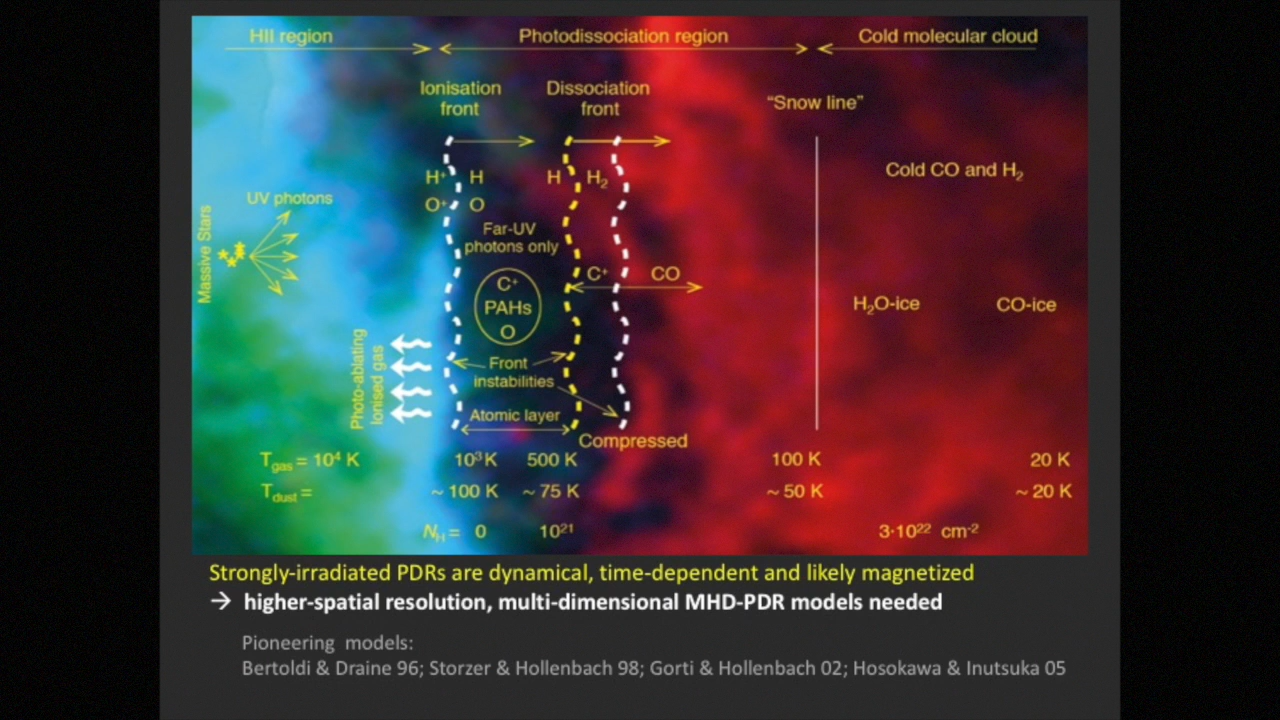 HII region
Photodissociation region
Cold molecular cloud
Ionisation
front
Dissociation
front
"Snow line"
H⁺ H
H H₂
O⁺ O
Cold CO and H₂
UV photons
Massive Stars
Far-UV
photons only
C⁺ CO
C⁺
PAHs
O
H₂O-ice
CO-ice
Photo-ablating
Ionised gas
Front
instabilities
Atomic layer
Compressed
T_gas = 10⁴ K 10³ K 500 K 100 K 20 K
T_dust = ~ 100 K ~ 75 K ~ 50 K ~ 20 K
N_H = 0 10²¹ 3·10²² cm⁻²
Strongly-irradiated PDRs are dynamical, time-dependent and likely magnetized
→ higher-spatial resolution, multi-dimensional MHD-PDR models needed
Pioneering models:
Bertoldi & Draine 96; Storzer & Hollenbach 98; Gorti & Hollenbach 02; Hosokawa & Inutsuka 05